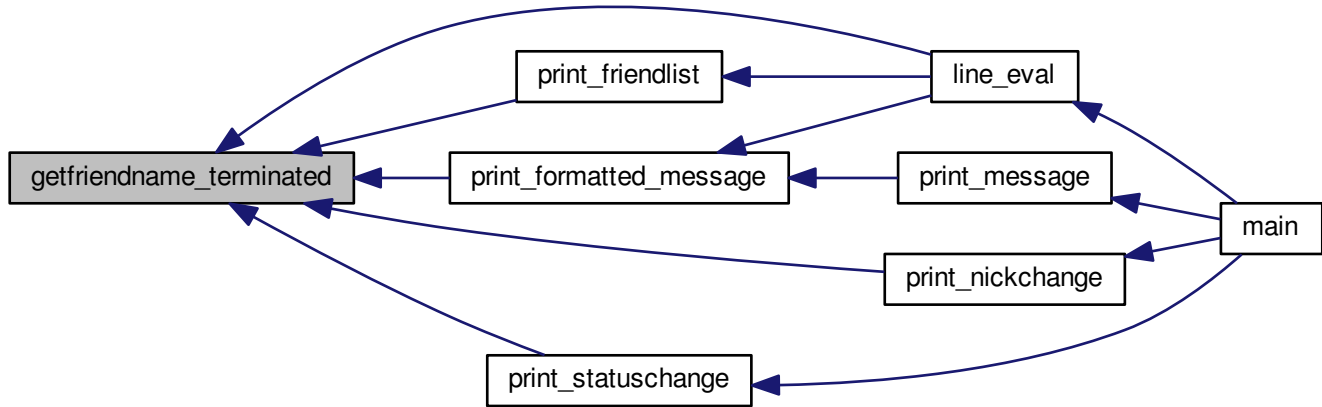 print_friendlist
line_eval
getfriendname_terminated
print_formatted_message
print_message
main
print_nickchange
print_statuschange